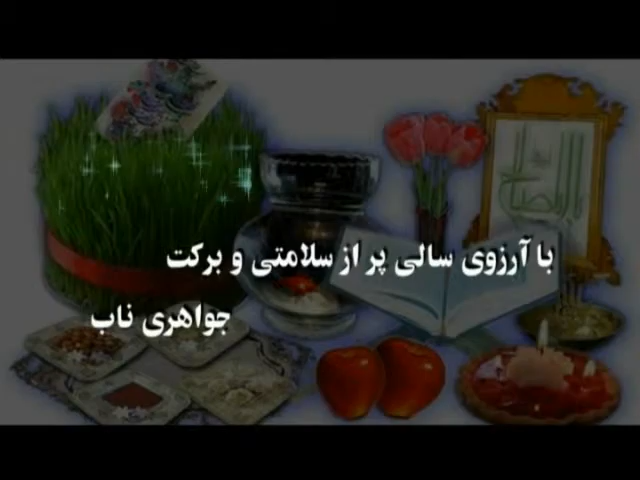 با آرزوی سالی پر از سلامتی و برکت
جواهری ناب